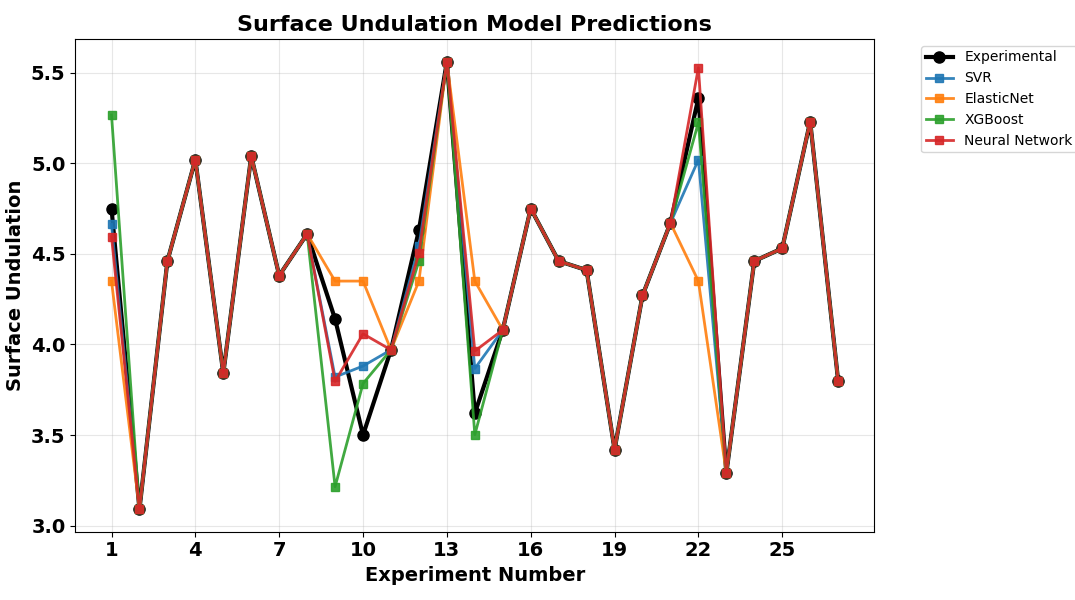 Surface Undulation Model Predictions
Surface Undulation
5.5
5.0
4.5
4.0
3.5
3.0
1 4 7 10 13 16 19 22 25
Experiment Number
Experimental
SVR
ElasticNet
XGBoost
Neural Network